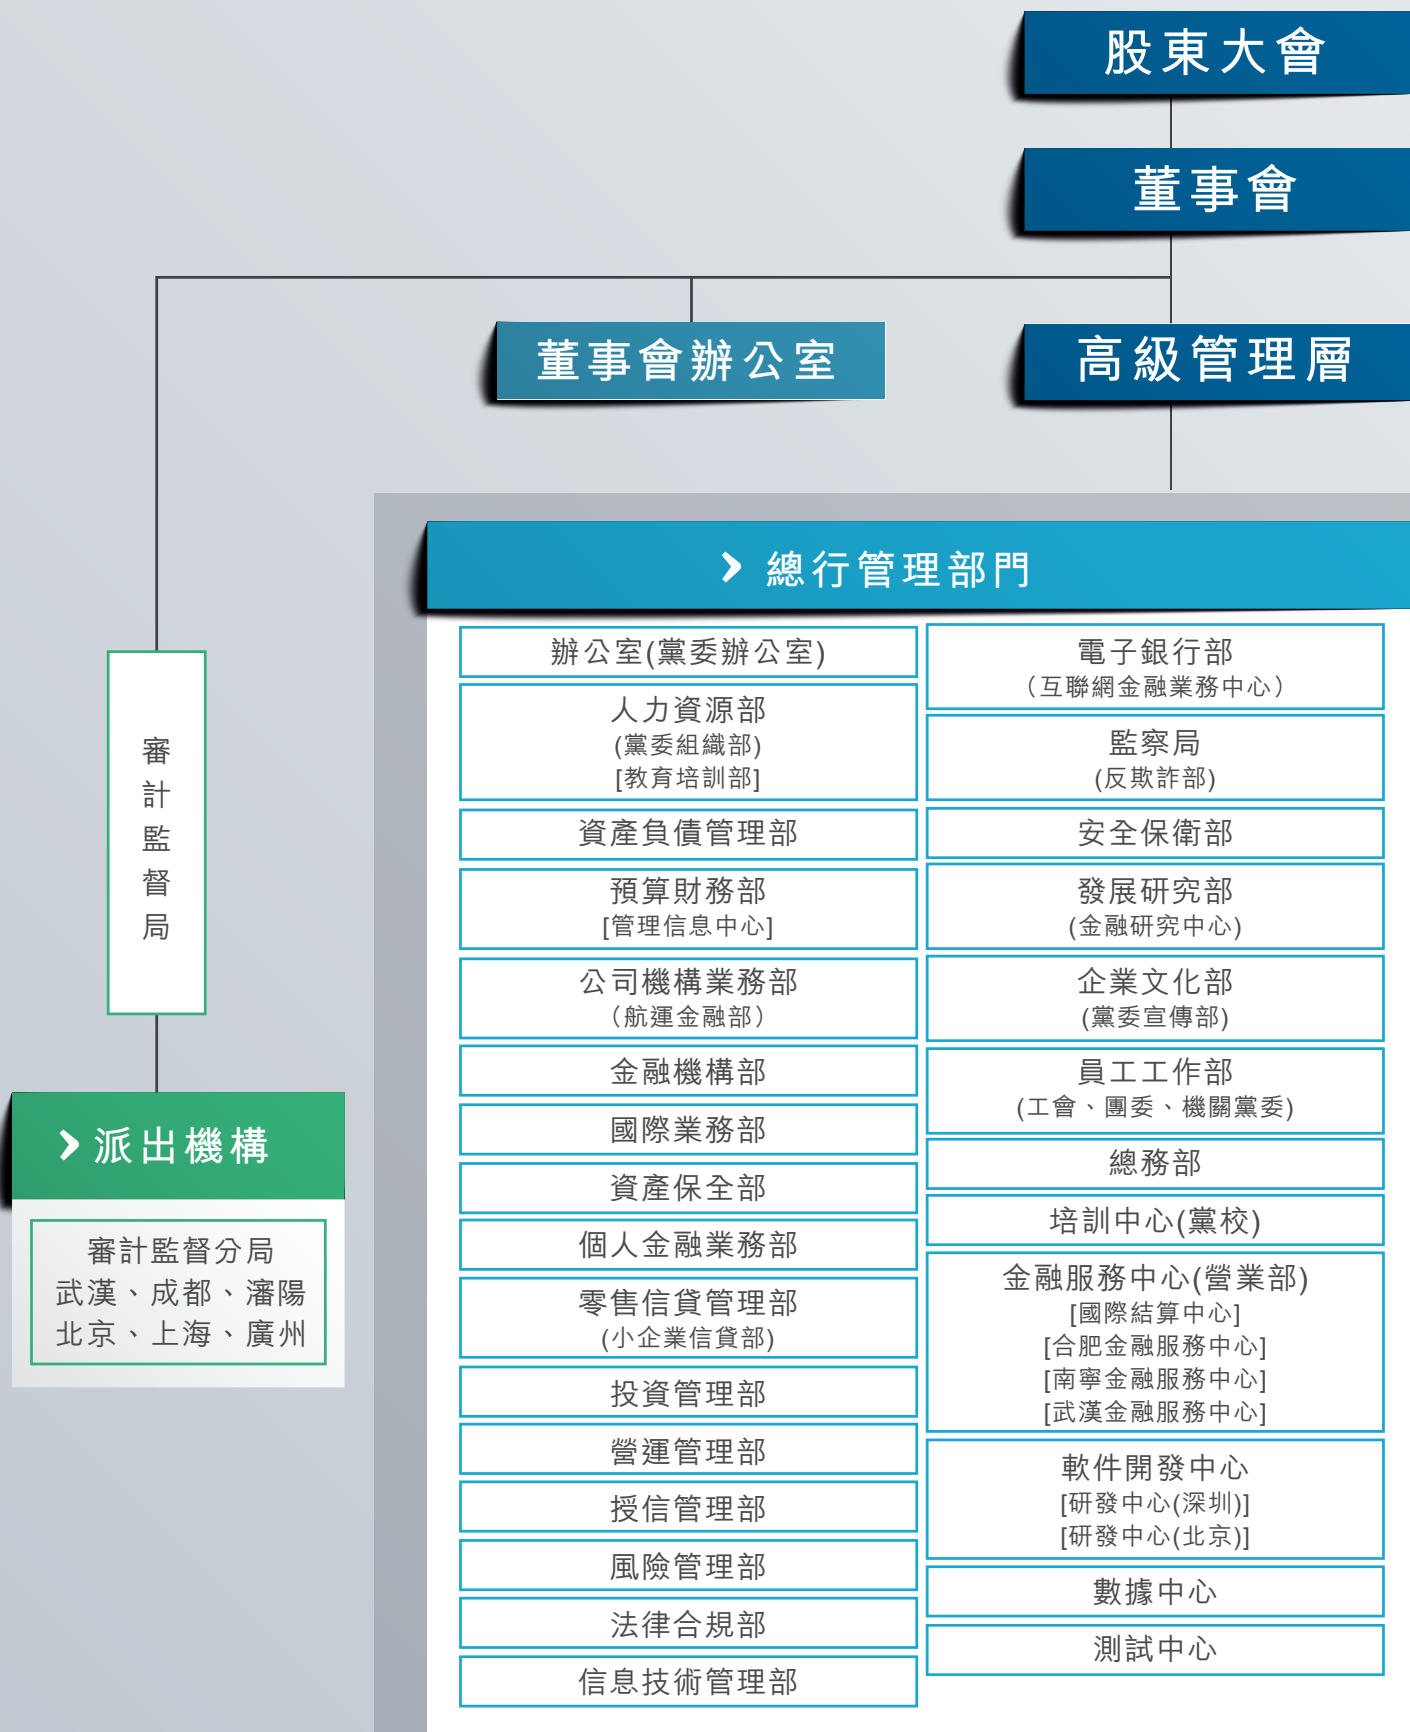 股東大會
董事會
董事會辦公室
高級管理層
審計監督局
派出機構
審計監督分局
武漢、成都、瀋陽
北京、上海、廣州
總行管理部門
辦公室(黨委辦公室)
人力資源部
(黨委組織部)
[教育培訓部]
資產負債管理部
預算財務部
[管理信息中心]
公司機構業務部
（航運金融部）
金融機構部
國際業務部
資產保全部
個人金融業務部
零售信貸管理部
(小企業信貸部)
投資管理部
營運管理部
授信管理部
風險管理部
法律合規部
信息技術管理部
電子銀行部
（互聯網金融業務中心）
監察局
(反欺詐部)
安全保衛部
發展研究部
(金融研究中心)
企業文化部
(黨委宣傳部)
員工工作部
(工會、團委、機關黨委)
總務部
培訓中心(黨校)
金融服務中心(營業部)
[國際結算中心]
[合肥金融服務中心]
[南寧金融服務中心]
[武漢金融服務中心]
軟件開發中心
[研發中心(深圳)]
[研發中心(北京)]
數據中心
測試中心